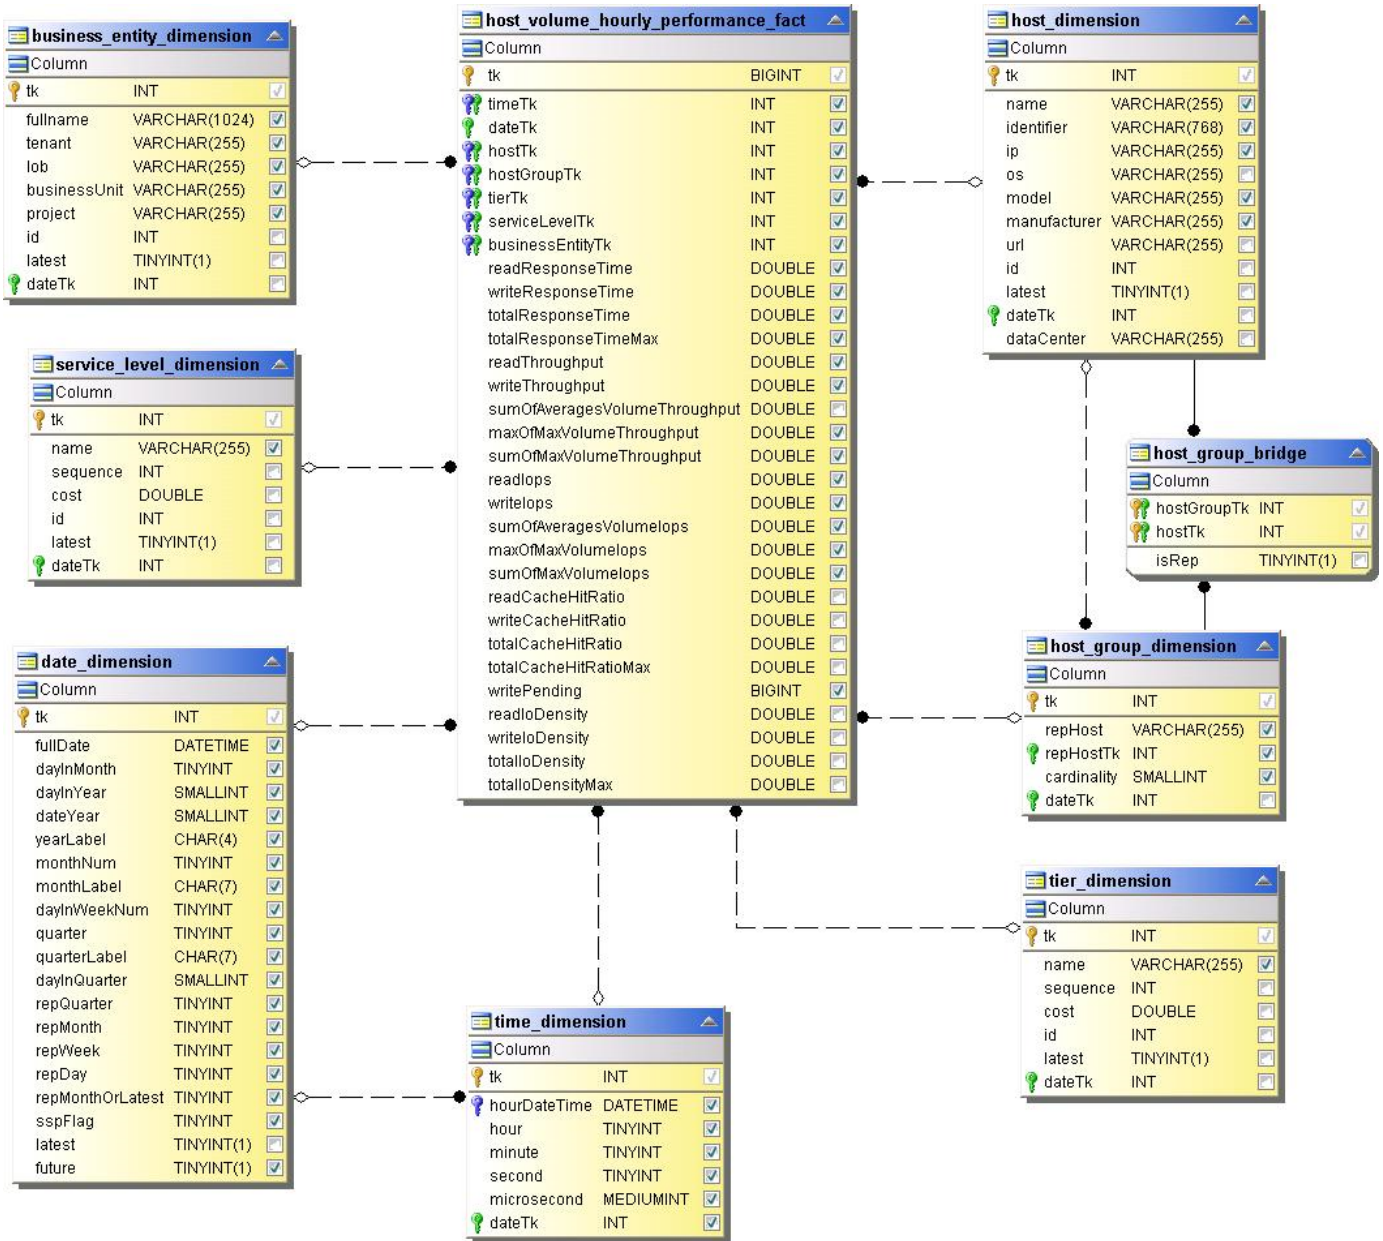 business_entity_dimension
Column
tk INT
fullname VARCHAR(1024)
tenant VARCHAR(255)
lob VARCHAR(255)
businessUnit VARCHAR(255)
project VARCHAR(255)
id INT
latest TINYINT(1)
dateTk INT
service_level_dimension
Column
tk INT
name VARCHAR(255)
sequence INT
cost DOUBLE
id INT
latest TINYINT(1)
dateTk INT
date_dimension
Column
tk INT
fullDate DATETIME
dayInMonth TINYINT
dayInYear SMALLINT
dateYear SMALLINT
yearLabel CHAR(4)
monthNum TINYINT
monthLabel CHAR(7)
dayInWeekNum TINYINT
quarter TINYINT
quarterLabel CHAR(7)
dayInQuarter SMALLINT
repQuarter TINYINT
repMonth TINYINT
repWeek TINYINT
repDay TINYINT
repMonthOrLatest TINYINT
sspFlag TINYINT
latest TINYINT(1)
future TINYINT(1)
host_volume_hourly_performance_fact
Column
tk BIGINT
timeTk INT
dateTk INT
hostTk INT
hostGroupTk INT
tierTk INT
serviceLevelTk INT
businessEntityTk INT
readResponseTime DOUBLE
writeResponseTime DOUBLE
totalResponseTime DOUBLE
totalResponseTimeMax DOUBLE
readThroughput DOUBLE
writeThroughput DOUBLE
sumOfAveragesVolumeThroughput DOUBLE
maxOfMaxVolumeThroughput DOUBLE
sumOfMaxVolumeThroughput DOUBLE
readIops DOUBLE
writeIops DOUBLE
sumOfAveragesVolumeIops DOUBLE
maxOfMaxVolumeIops DOUBLE
sumOfMaxVolumeIops DOUBLE
readCacheHitRatio DOUBLE
writeCacheHitRatio DOUBLE
totalCacheHitRatio DOUBLE
totalCacheHitRatioMax DOUBLE
writePending BIGINT
readIoDensity DOUBLE
writeIoDensity DOUBLE
totalIoDensity DOUBLE
totalIoDensityMax DOUBLE
time_dimension
Column
tk INT
hourDateTime DATETIME
hour TINYINT
minute TINYINT
second TINYINT
microsecond MEDIUMINT
dateTk INT
host_dimension
Column
tk INT
name VARCHAR(255)
identifier VARCHAR(768)
ip VARCHAR(255)
os VARCHAR(255)
model VARCHAR(255)
manufacturer VARCHAR(255)
url VARCHAR(255)
id INT
latest TINYINT(1)
dateTk INT
dataCenter VARCHAR(255)
host_group_bridge
Column
hostGroupTk INT
hostTk INT
isRep TINYINT(1)
host_group_dimension
Column
tk INT
repHost VARCHAR(255)
repHostTk INT
cardinality SMALLINT
dateTk INT
tier_dimension
Column
tk INT
name VARCHAR(255)
sequence INT
cost DOUBLE
id INT
latest TINYINT(1)
dateTk INT